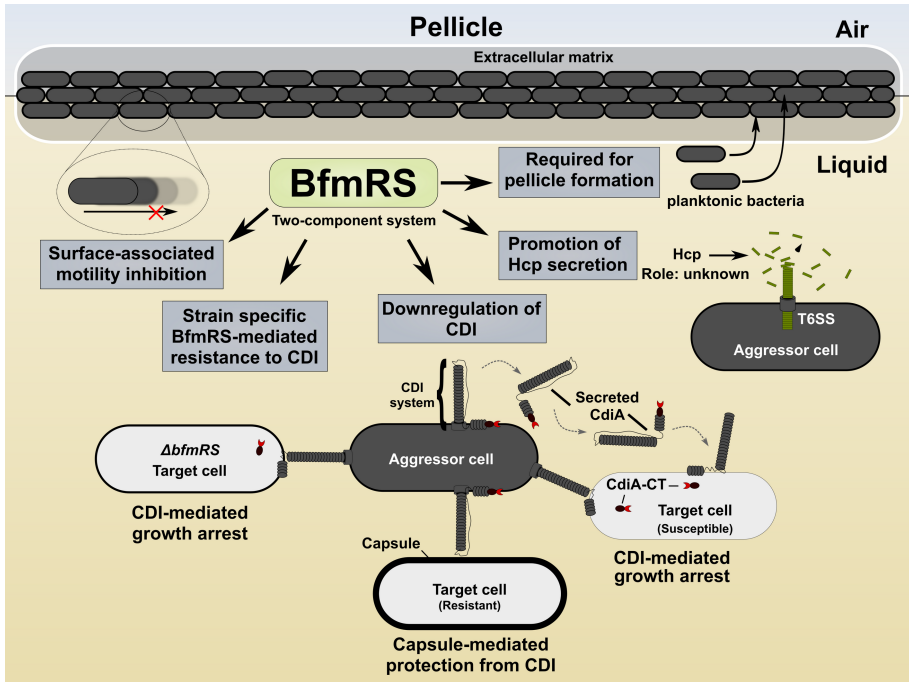 Pellicle
Air
Extracellular matrix
Liquid
BfmRS
Two-component system
Required for
pellicle formation
planktonic bacteria
Surface-associated
motility inhibition
Promotion of
Hcp secretion
Hcp
Role: unknown
T6SS
Aggressor cell
Strain specific
BfmRS-mediated
resistance to CDI
Downregulation of
CDI
CDI
system
Secreted
CdiA
ΔbfmRS
Target cell
CDI-mediated
growth arrest
Aggressor cell
CdiA-CT
Target cell
(Susceptible)
CDI-mediated
growth arrest
Capsule
Target cell
(Resistant)
Capsule-mediated
protection from CDI